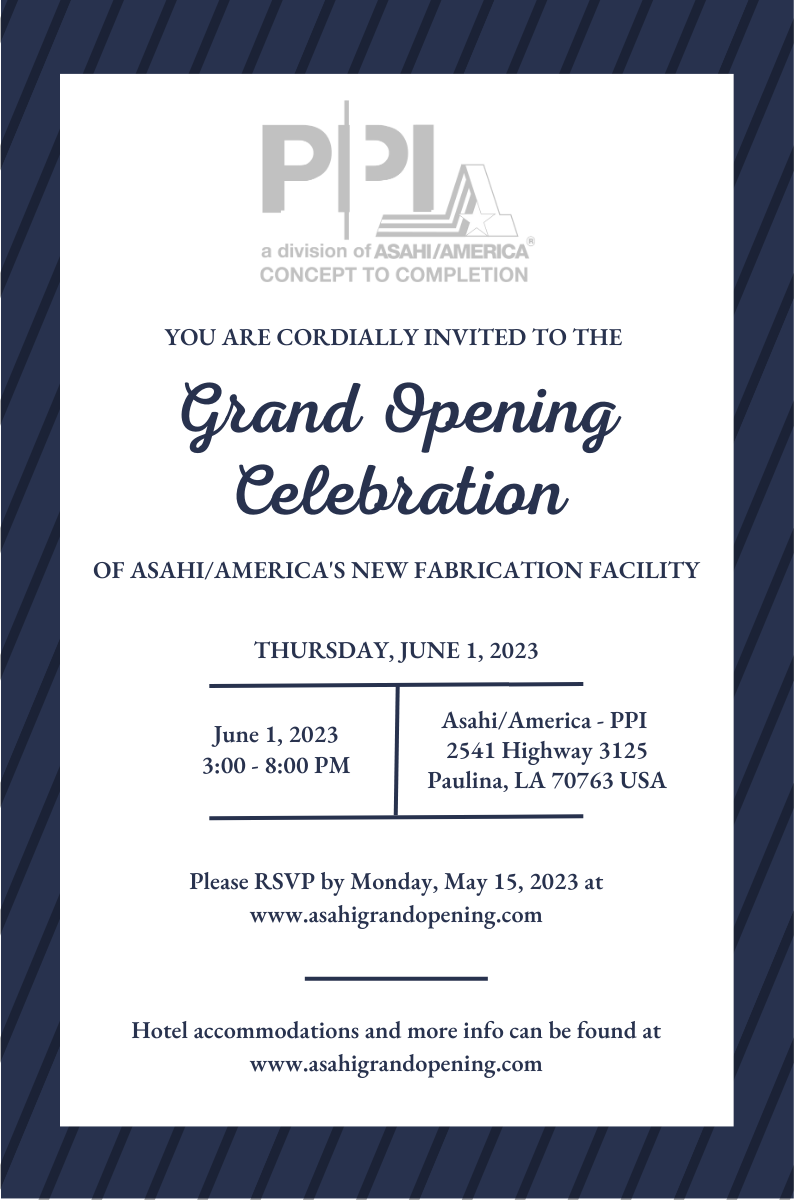 PPI
a division of ASAHI/AMERICA®
CONCEPT TO COMPLETION
YOU ARE CORDIALLY INVITED TO THE
Grand Opening
Celebration
OF ASAHI/AMERICA'S NEW FABRICATION FACILITY
THURSDAY, JUNE 1, 2023
June 1, 2023
3:00 - 8:00 PM
Asahi/America - PPI
2541 Highway 3125
Paulina, LA 70763 USA
Please RSVP by Monday, May 15, 2023 at
www.asahigrandopening.com
Hotel accommodations and more info can be found at
www.asahigrandopening.com